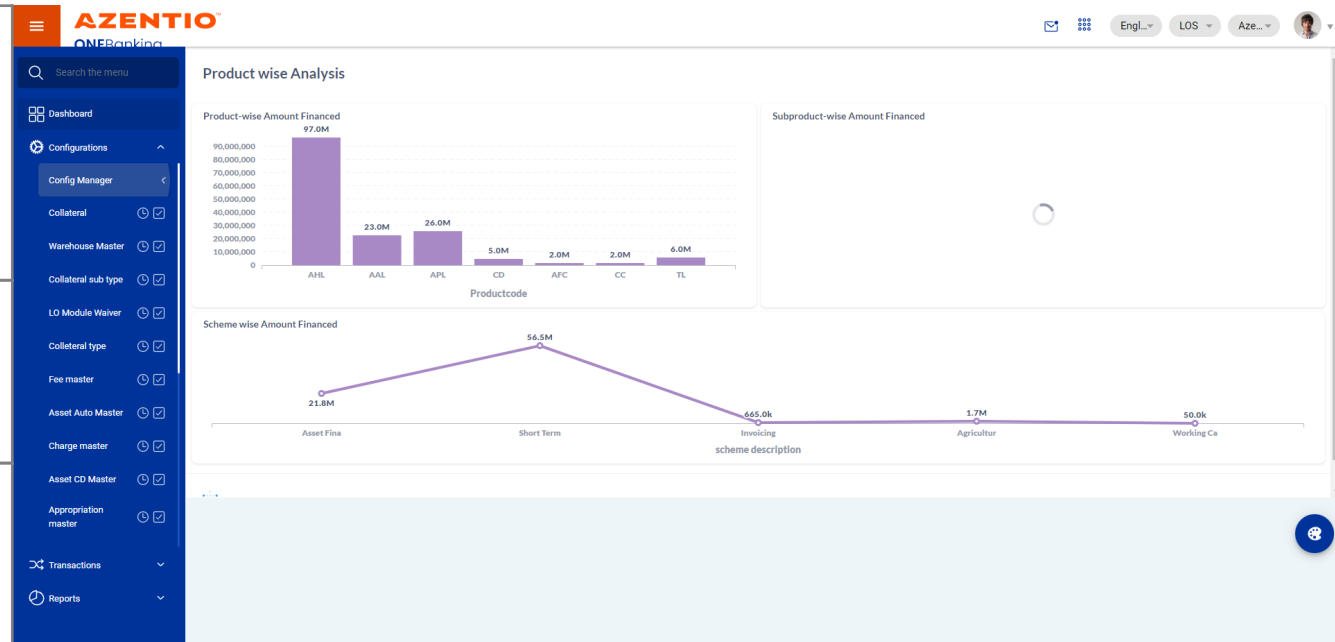 AZENTIO
ONEBanking
Engl...
LOS
Aze...
Search the menu
Dashboard
Configurations
Config Manager
Collateral
Warehouse Master
Collateral sub type
LO Module Waiver
Colleteral type
Fee master
Asset Auto Master
Charge master
Asset CD Master
Appropriation
master
Transactions
Reports
Product wise Analysis
Product-wise Amount Financed
97.0M
90,000,000
80,000,000
70,000,000
60,000,000
50,000,000
40,000,000
30,000,000
20,000,000
10,000,000
0
23.0M
26.0M
5.0M
2.0M
2.0M
6.0M
AHL AAL APL CD AFC CC TL
Productcode
Subproduct-wise Amount Financed
Scheme wise Amount Financed
56.5M
21.8M
665.0k
1.7M
50.0k
Asset Fina Short Term Invoicing Agricultur Working Ca
scheme description